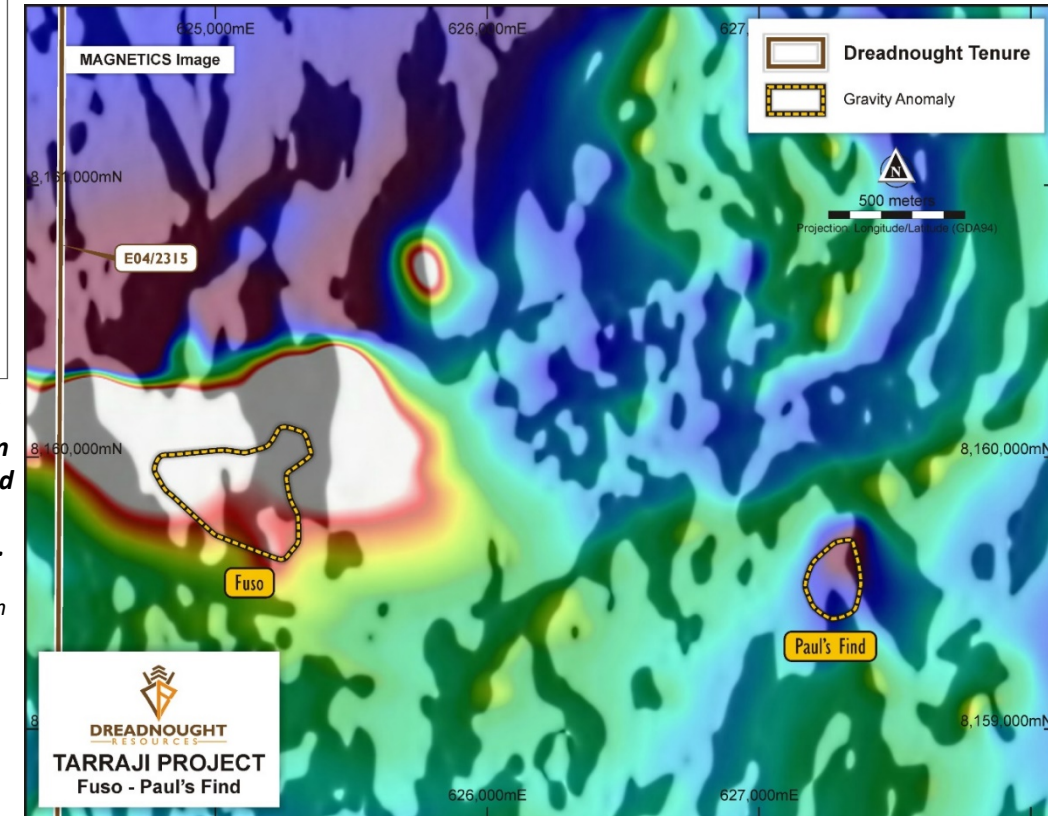 625,000mE
626,000mE
627,
MAGNETICS Image
Dreadnought Tenure
Gravity Anomaly
8,161,000mN
N
500 meters
Projection: Longitude/Latitude (GDA94)
E04/2315
n
8,160,000mN
8,160,000mN
d
.
Fuso
n
Paul's Find
DREADNOUGHT
RESOURCES
TARRAJI PROJECT
Fuso - Paul's Find
8
8,159,000mN
626,000mE
627,000mE